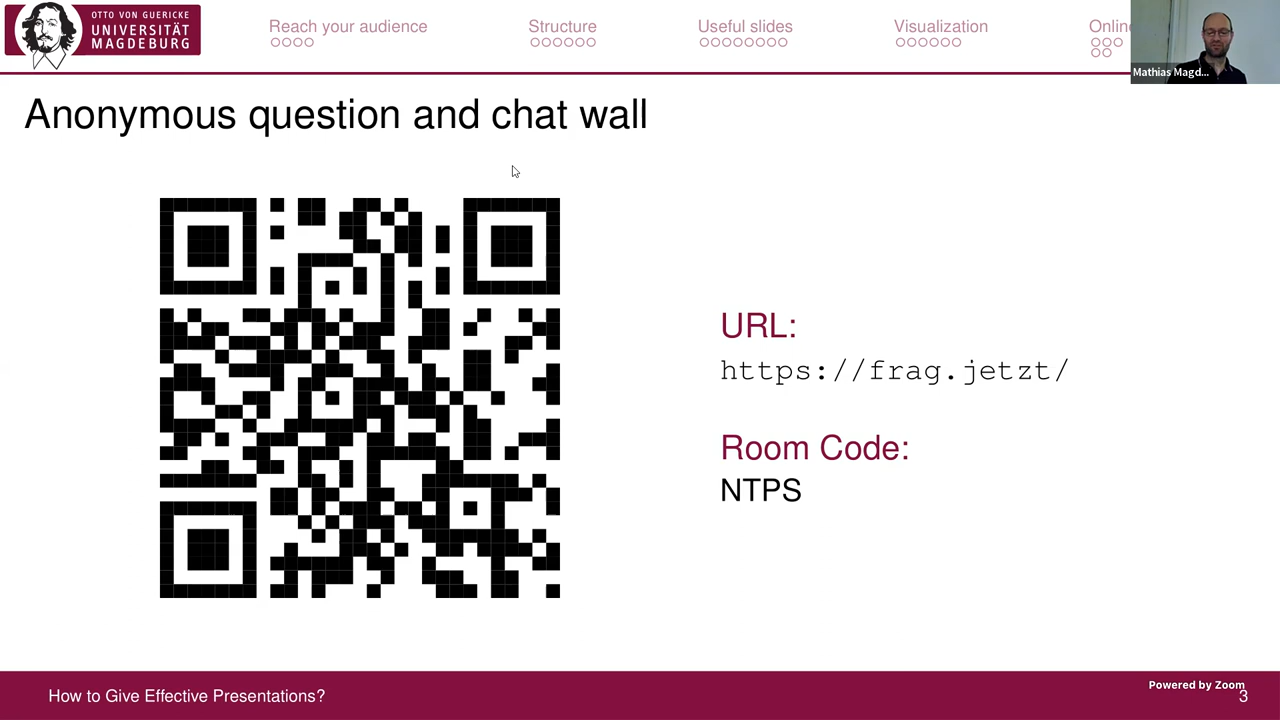 OTTO VON GUERICKE
UNIVERSITÄT
MAGDEBURG
Reach your audience
Structure
Useful slides
Visualization
Mathias Magd...
Anonymous question and chat wall
URL:
https://frag.jetzt/
Room Code:
NTPS
How to Give Effective Presentations?
Powered by Zoom
3